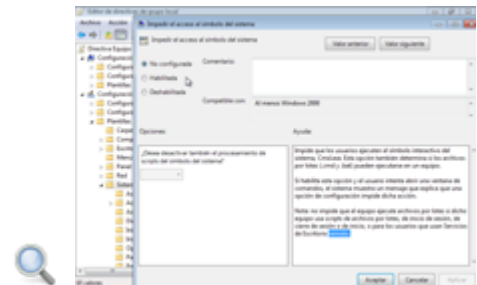 Editor de directivas de grupo local
Archivo Acción
Impedir el acceso al símbolo del sistema
Impedir el acceso al símbolo del sistema
Valor anterior
Valor siguiente
Directiva Equipo
No configurada
Comentario:
Habilitada
Deshabilitada
Compatible con:
Al menos Windows 2000
Opciones:
Ayuda:
¿Desea desactivar también el procesamiento de
scripts del símbolo del sistema?
Impide que los usuarios ejecuten el símbolo interactivo del
sistema, Cmd.exe. Esta opción también determina si los archivos
por lotes (.cmd y .bat) pueden ejecutarse en un equipo.
Si habilita esta opción y el usuario intenta abrir una ventana de
comandos, el sistema muestra un mensaje que explica que una
opción de configuración impide dicha acción.
Nota: no impide que el equipo ejecute archivos por lotes si dicho
equipo usa scripts de archivos por lotes, de inicio de sesión, de
cierre de sesión o de inicio, o para los usuarios que usan Servicios
de Escritorio remoto.
Red
Aceptar
Cancelar
Aplicar